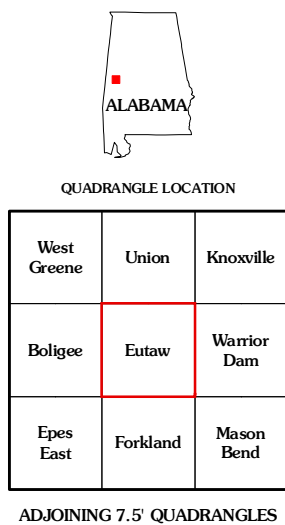 ALABAMA
QUADRANGLE LOCATION
West
Greene
Union
Knoxville
Boligee
Eutaw
Warrior
Dam
Epes
East
Forkland
Mason
Bend
ADJOINING 7.5' QUADRANGLES